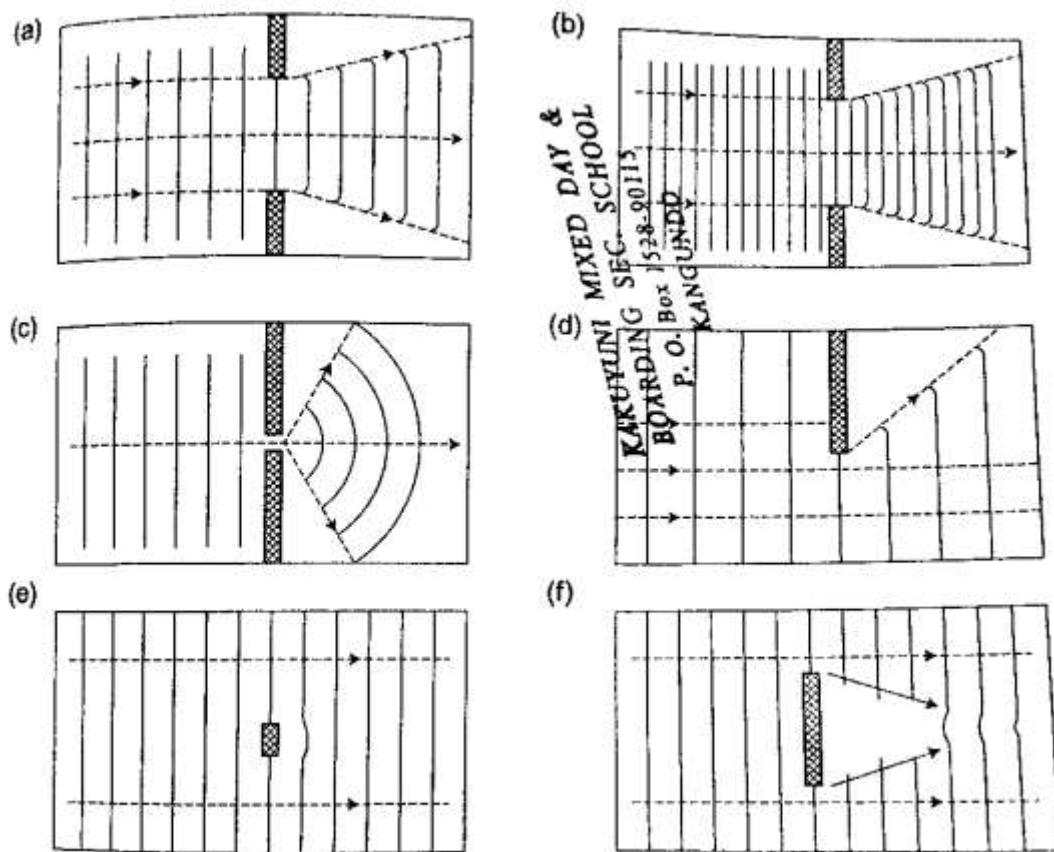 (a)
(b)
KAKUYUNI MIXED DAY &
BOARDING SEC. SCHOOL
P. O. Box 1528-90115
KANGUNDO
(c)
(d)
(e)
(f)